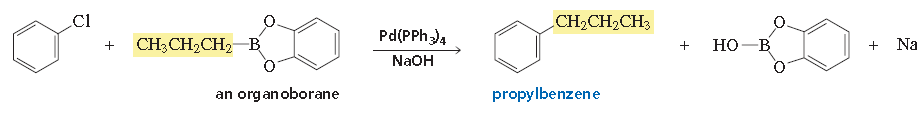 Cl
+ CH₃CH₂CH₂—B O O Pd(PPh₃)₄ NaOH CH₂CH₂CH₃ + HO—B O O + Na
an organoborane propylbenzene